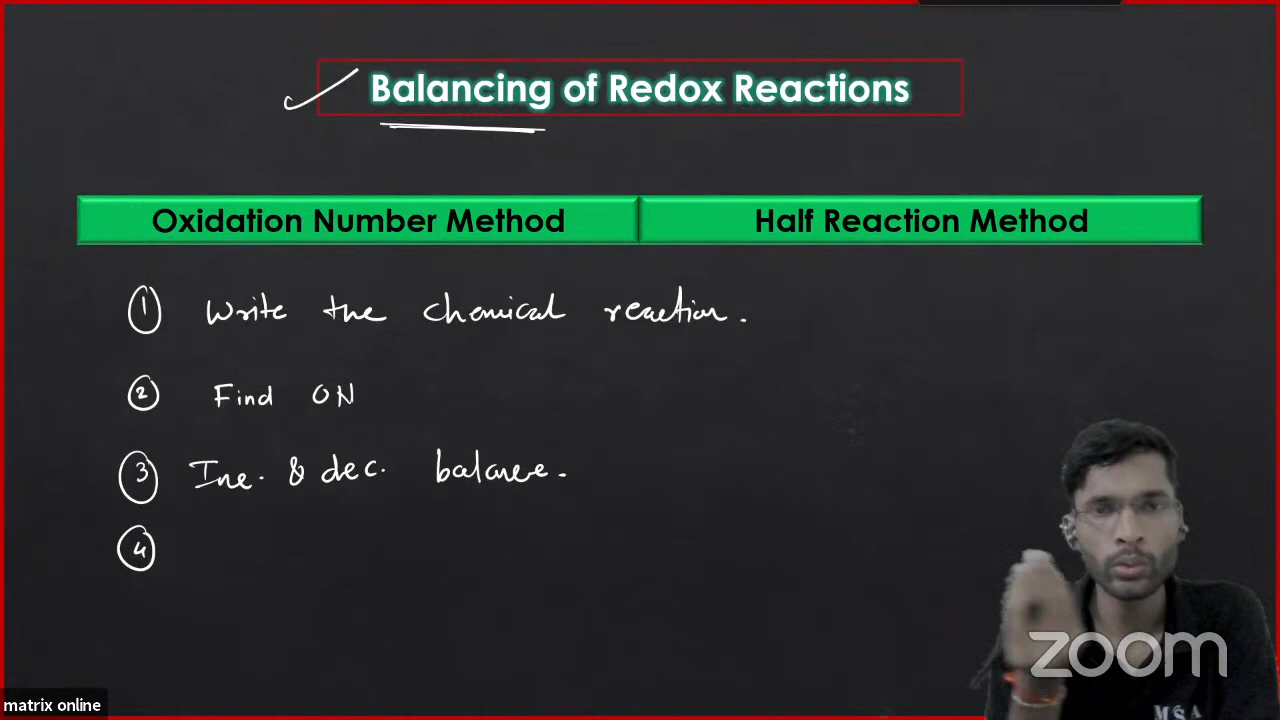 Balancing of Redox Reactions
Oxidation Number Method
Half Reaction Method
1 Write the chemical reaction.
2 Find ON
3 Inc. & dec. balance.
4
zoom
MSA
matrix online